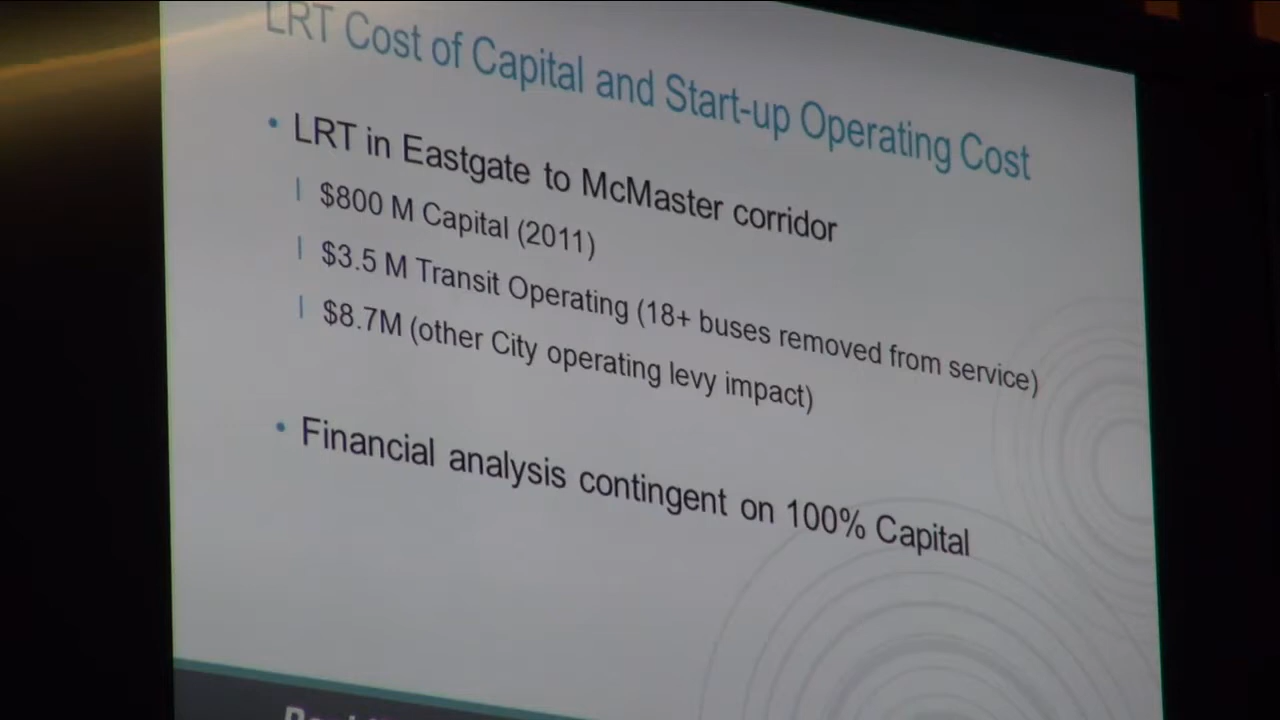 LRT Cost of Capital and Start-up Operating Cost
• LRT in Eastgate to McMaster corridor
| $800 M Capital (2011)
| $3.5 M Transit Operating (18+ buses removed from service)
| $8.7M (other City operating levy impact)
• Financial analysis contingent on 100% Capital